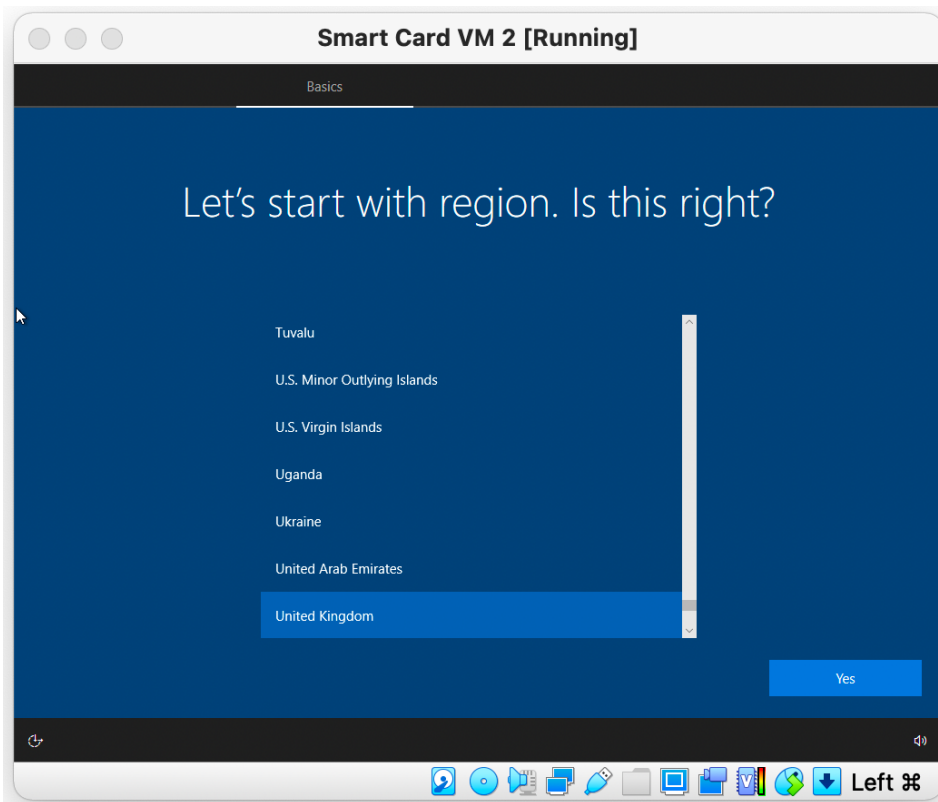 Smart Card VM 2 [Running]
Basics
Let's start with region. Is this right?
Tuvalu
U.S. Minor Outlying Islands
U.S. Virgin Islands
Uganda
Ukraine
United Arab Emirates
United Kingdom
Yes
Left ⌘